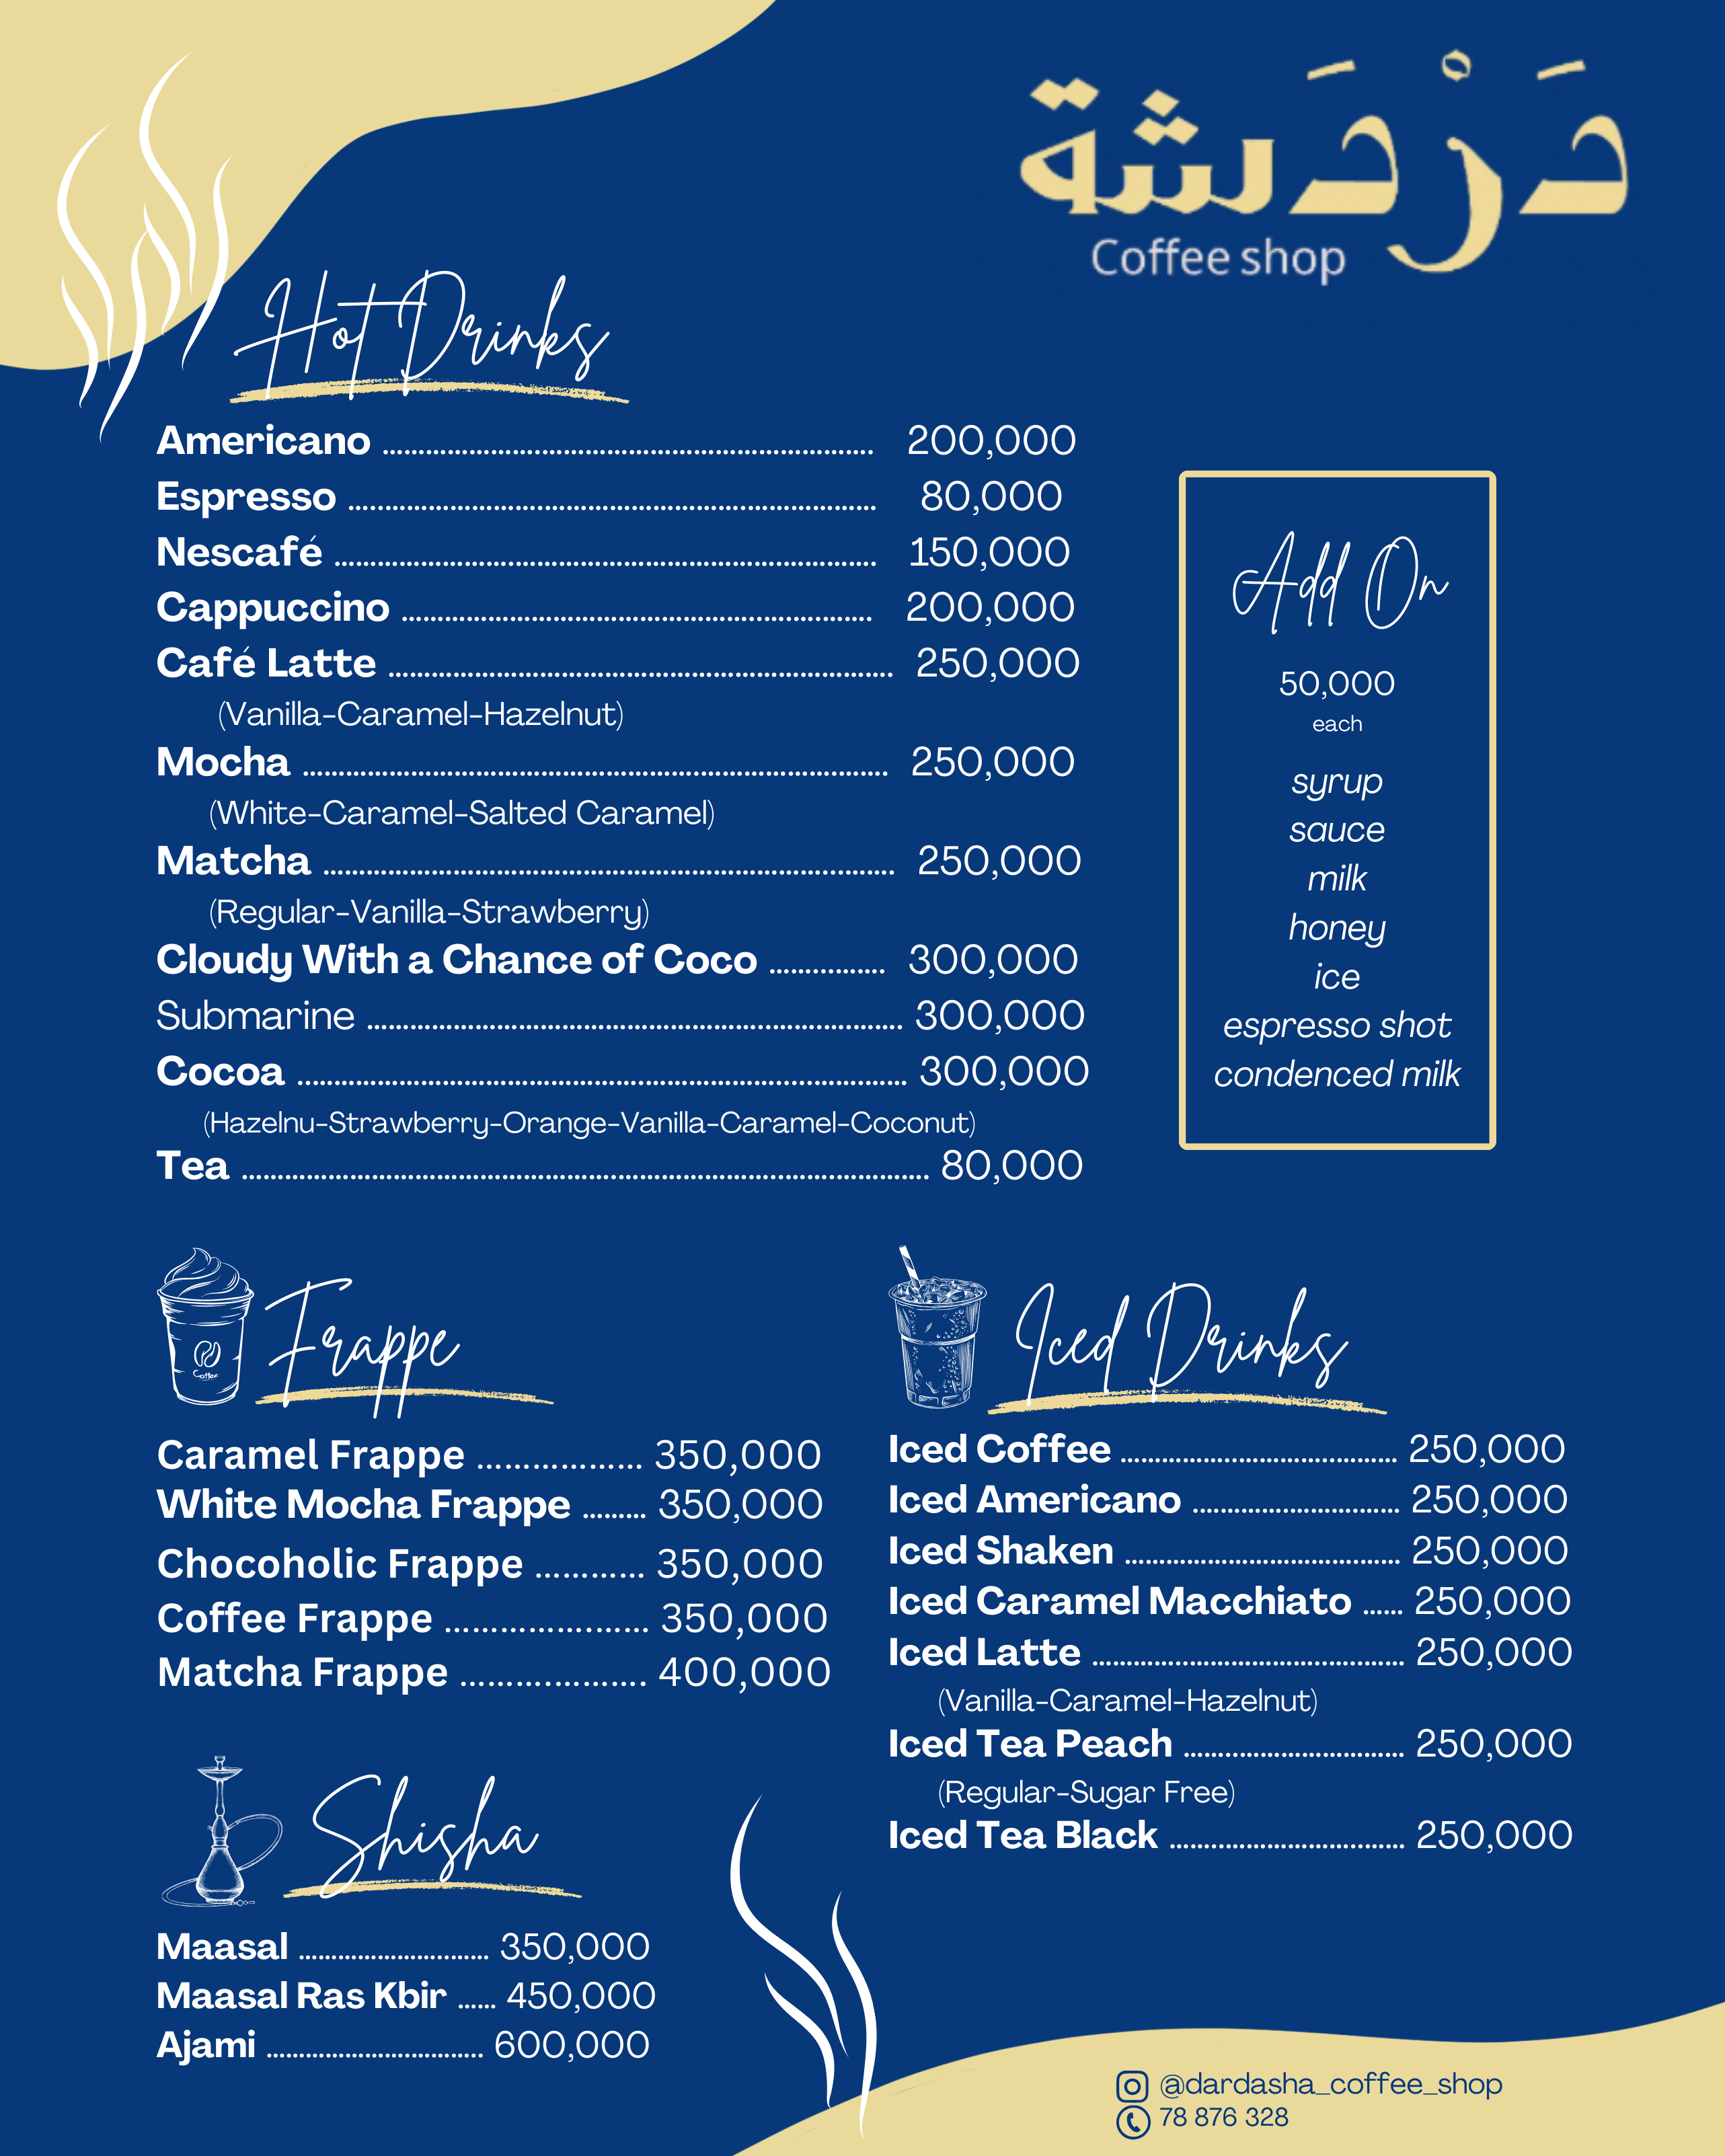 دَرْدَشة
Coffee shop
Hot Drinks
Americano ........................................................ 200,000
Espresso ........................................................ 80,000
Nescafé ........................................................ 150,000
Cappuccino ........................................................ 200,000
Café Latte ........................................................ 250,000
(Vanilla-Caramel-Hazelnut)
Mocha ........................................................ 250,000
(White-Caramel-Salted Caramel)
Matcha ........................................................ 250,000
(Regular-Vanilla-Strawberry)
Cloudy With a Chance of Coco .............. 300,000
Submarine ........................................................ 300,000
Cocoa ........................................................ 300,000
(Hazelnu-Strawberry-Orange-Vanilla-Caramel-Coconut)
Tea ........................................................ 80,000
Add On
50,000
each
syrup
sauce
milk
honey
ice
espresso shot
condenced milk
Frappe
Coffee
Caramel Frappe .................. 350,000
White Mocha Frappe ......... 350,000
Chocoholic Frappe ............ 350,000
Coffee Frappe ...................... 350,000
Matcha Frappe .................... 400,000
Iced Drinks
Iced Coffee ........................................ 250,000
Iced Americano .............................. 250,000
Iced Shaken ........................................ 250,000
Iced Caramel Macchiato ...... 250,000
Iced Latte ........................................ 250,000
(Vanilla-Caramel-Hazelnut)
Iced Tea Peach .............................. 250,000
(Regular-Sugar Free)
Iced Tea Black .................................. 250,000
Shisha
Maasal ............................. 350,000
Maasal Ras Kbir ...... 450,000
Ajami ................................. 600,000
@dardasha_coffee_shop
78 876 328